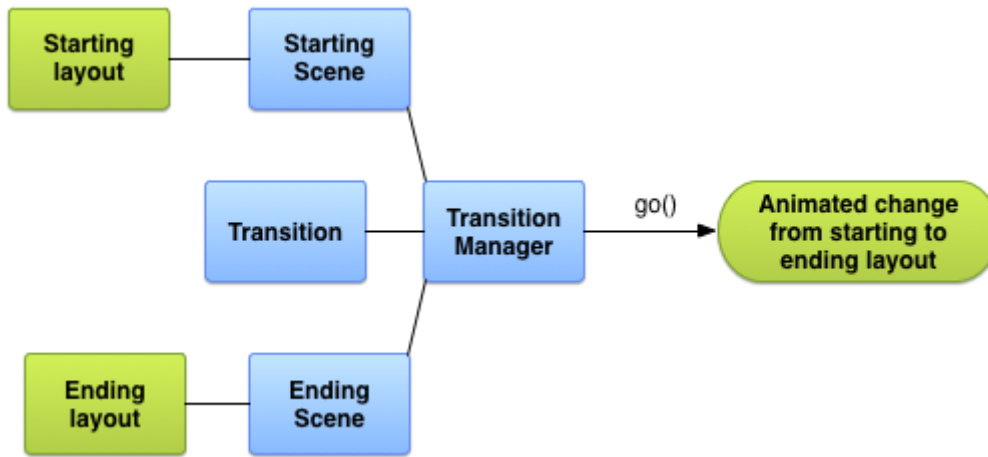 Starting
layout
Starting
Scene
Transition
Transition
Manager
go()
Animated change
from starting to
ending layout
Ending
layout
Ending
Scene